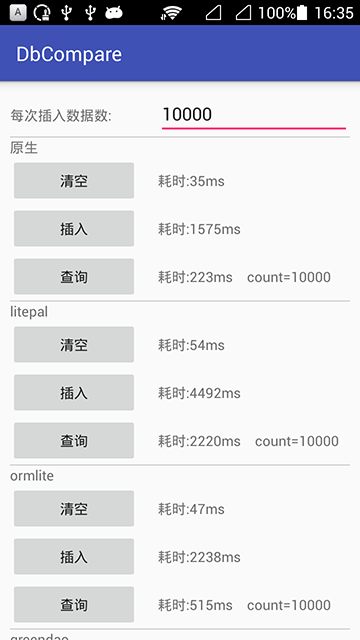 A 100% 16:35
DbCompare
每次插入数据数: 10000
原生
清空 耗时:35ms
插入 耗时:1575ms
查询 耗时:223ms count=10000
litepal
清空 耗时:54ms
插入 耗时:4492ms
查询 耗时:2220ms count=10000
ormlite
清空 耗时:47ms
插入 耗时:2238ms
查询 耗时:515ms count=10000
greendao